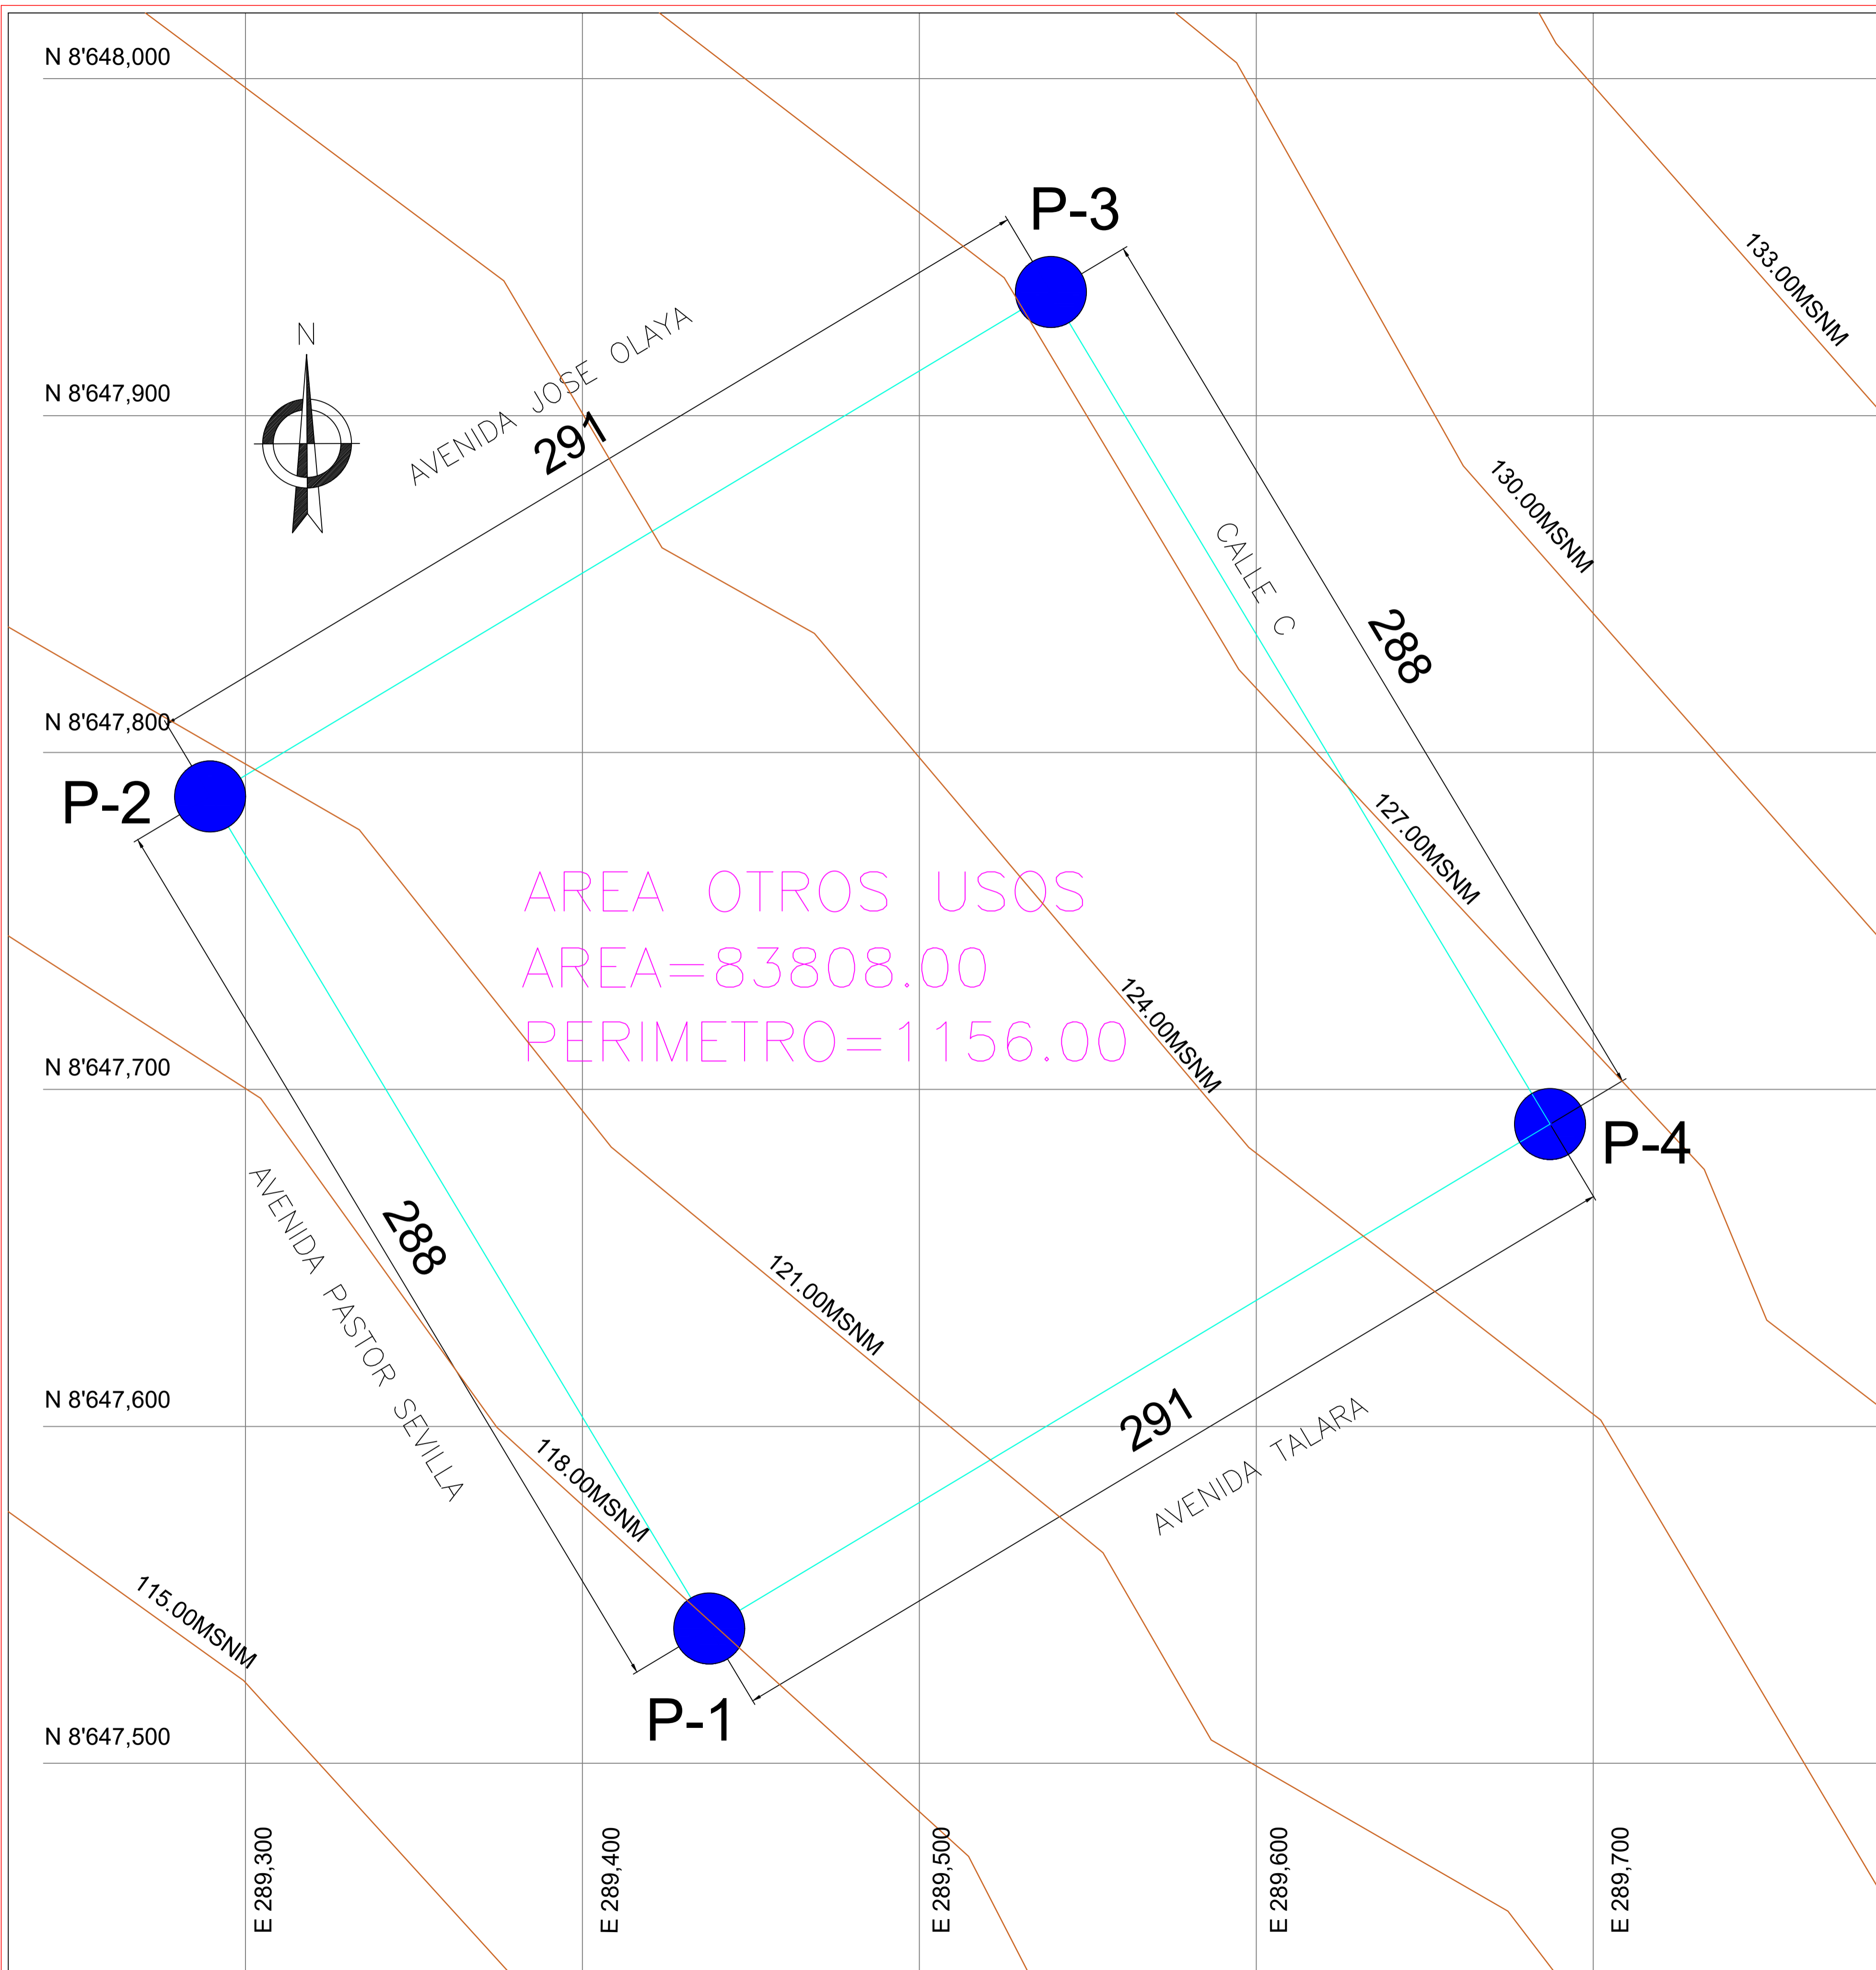 N 8'648,000
P-3
133.00MSNM
N
AVENIDA JOSE OLAYA
N 8'647,900
291
130.00MSNM
CALLE C
288
N 8'647,800
P-2
127.00MSNM
AREA OTROS USOS
AREA=83808.00
PERIMETRO=1156.00
124.00MSNM
N 8'647,700
P-4
AVENIDA PASTOR SEVILLA
288
121.00MSNM
N 8'647,600
291
AVENIDA TALARA
118.00MSNM
115.00MSNM
P-1
N 8'647,500
E 289,300
E 289,400
E 289,500
E 289,600
E 289,700